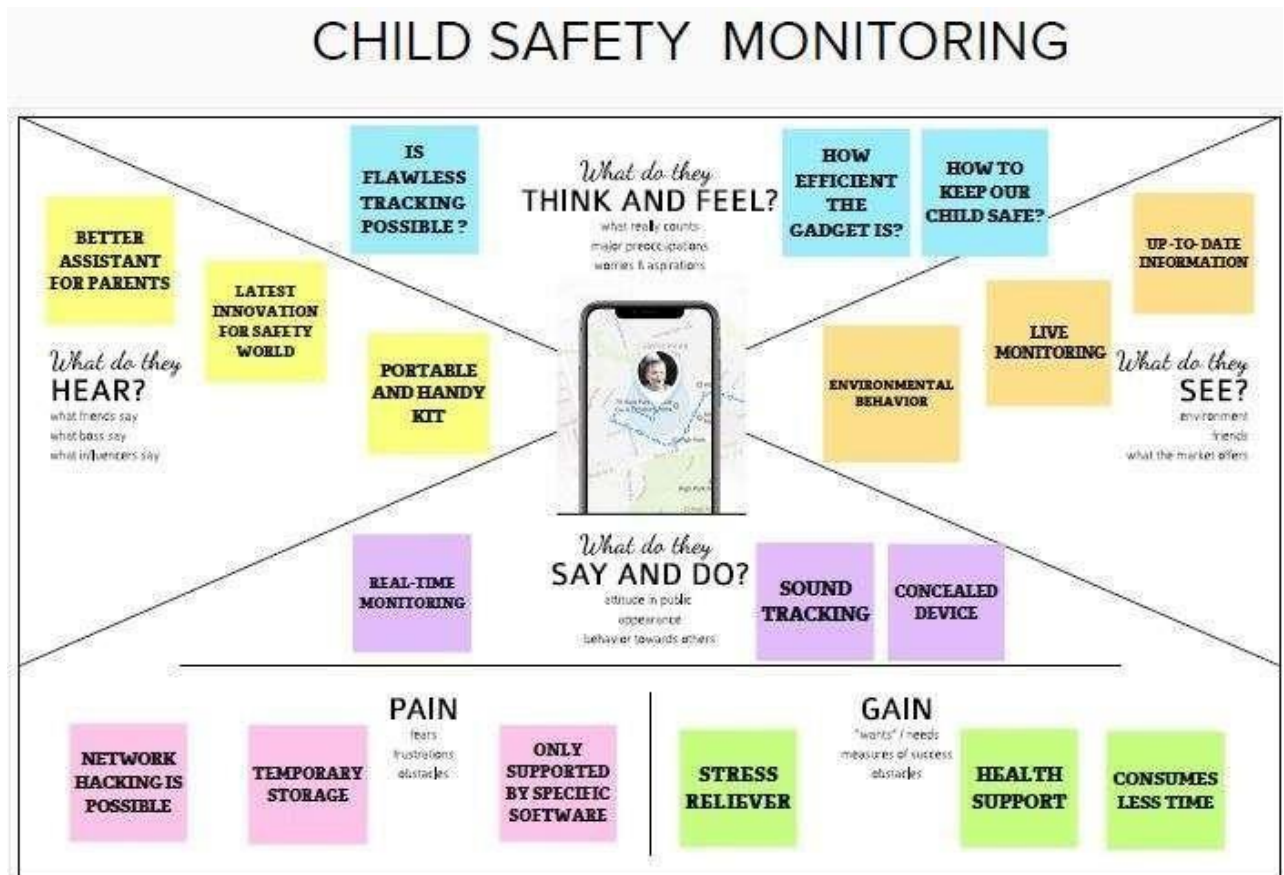 CHILD SAFETY MONITORING
IS
FLAWLESS
TRACKING
POSSIBLE ?
What do they
THINK AND FEEL?
what really counts
major preoccupations
worries & aspirations
HOW
EFFICIENT
THE
GADGET IS?
HOW TO
KEEP OUR
CHILD SAFE?
BETTER
ASSISTANT
FOR PARENTS
LATEST
INNOVATION
FOR SAFETY
WORLD
PORTABLE
AND HANDY
KIT
What do they
HEAR?
what friends say
what boss say
what influencers say
UP-TO-DATE
INFORMATION
LIVE
MONITORING
ENVIRONMENTAL
BEHAVIOR
What do they
SEE?
environment
friends
what the market offers
REAL-TIME
MONITORING
What do they
SAY AND DO?
attitude in public
appearance
behavior towards others
SOUND
TRACKING
CONCEALED
DEVICE
PAIN
fears
frustrations
obstacles
NETWORK
HACKING IS
POSSIBLE
TEMPORARY
STORAGE
ONLY
SUPPORTED
BY SPECIFIC
SOFTWARE
GAIN
"wants" / needs
measures of success
obstacles
STRESS
RELIEVER
HEALTH
SUPPORT
CONSUMES
LESS TIME